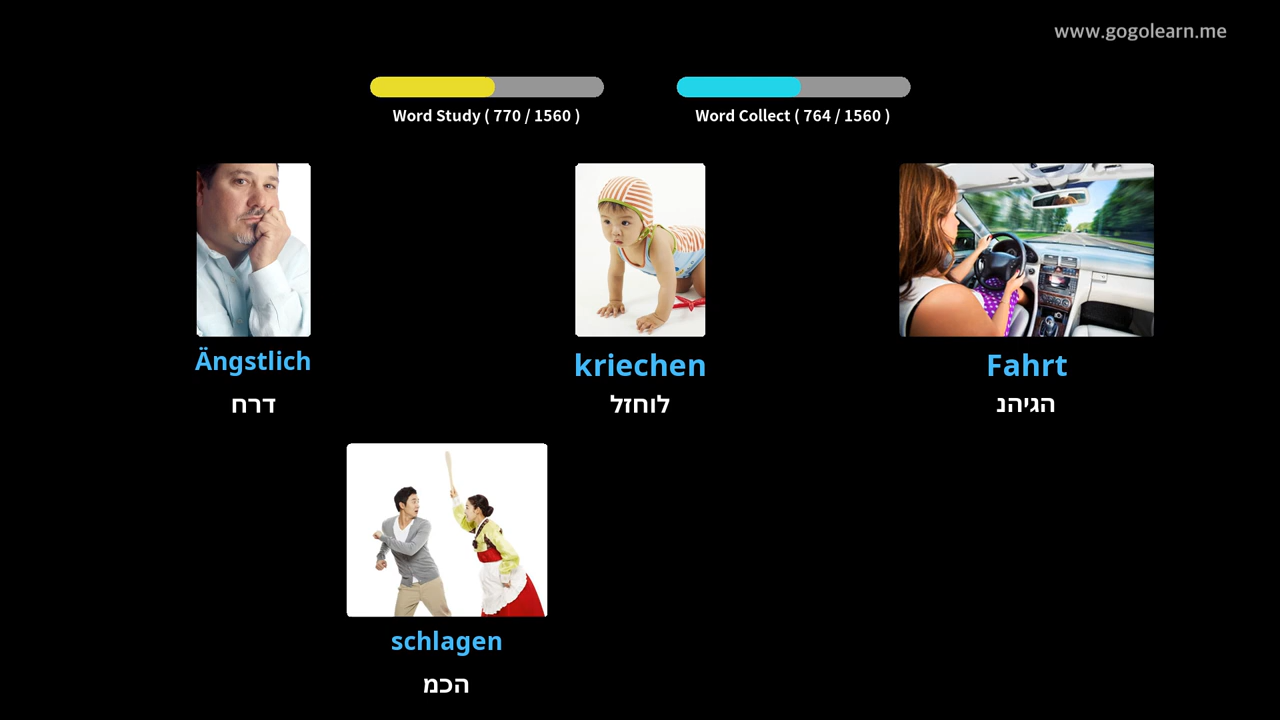 www.gogolearn.me
Word Study ( 770 / 1560 )
Word Collect ( 764 / 1560 )
Ängstlich
דרח
kriechen
לוחזל
Fahrt
הגיהנ
schlagen
הכמ